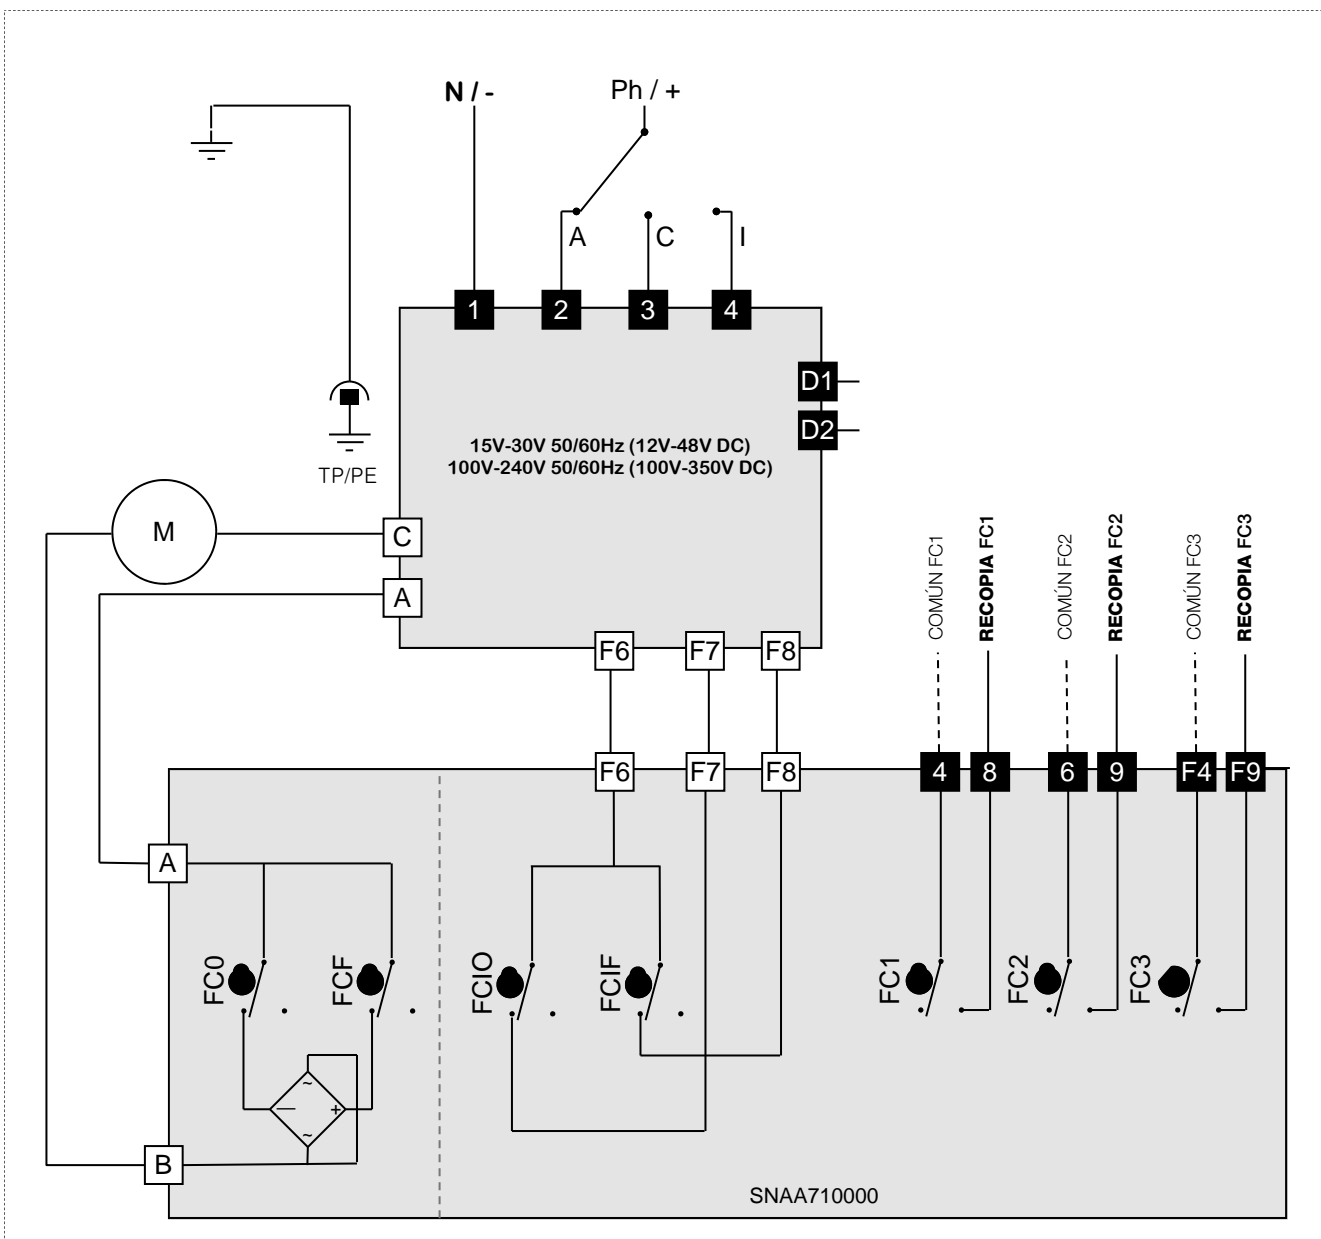 N / -
Ph / +
A
C
I
1
2
3
4
D1
D2
15V-30V 50/60Hz (12V-48V DC)
100V-240V 50/60Hz (100V-350V DC)
TP/PE
M
C
A
F6
F7
F8
COMÚN FC1
RECOPIA FC1
COMÚN FC2
RECOPIA FC2
COMÚN FC3
RECOPIA FC3
F6
F7
F8
4
8
6
9
F4
F9
A
FC0
FCF
FCIO
FCIF
FC1
FC2
FC3
~
—
+
~
B
SNAA710000